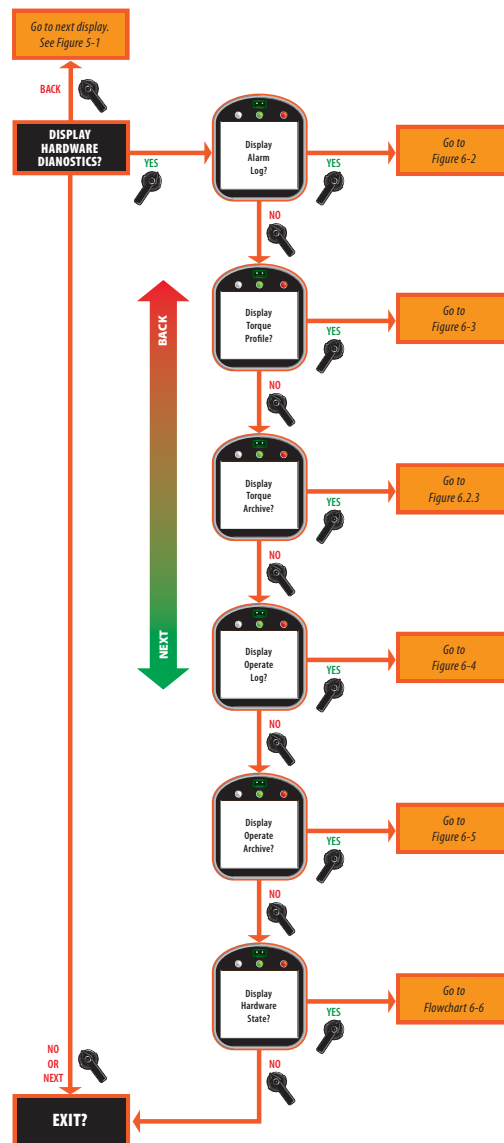 Go to next display.
See Figure 5-1
BACK
DISPLAY
HARDWARE
DIANOSTICS?
YES
Display
Alarm
Log?
YES
Go to
Figure 6-2
NO
BACK
Display
Torque
Profile?
YES
Go to
Figure 6-3
NO
Display
Torque
Archive?
YES
Go to
Figure 6.2.3
NO
NEXT
Display
Operate
Log?
YES
Go to
Figure 6-4
NO
Display
Operate
Archive?
YES
Go to
Figure 6-5
NO
Display
Hardware
State?
YES
Go to
Flowchart 6-6
NO
OR
NEXT
NO
EXIT?